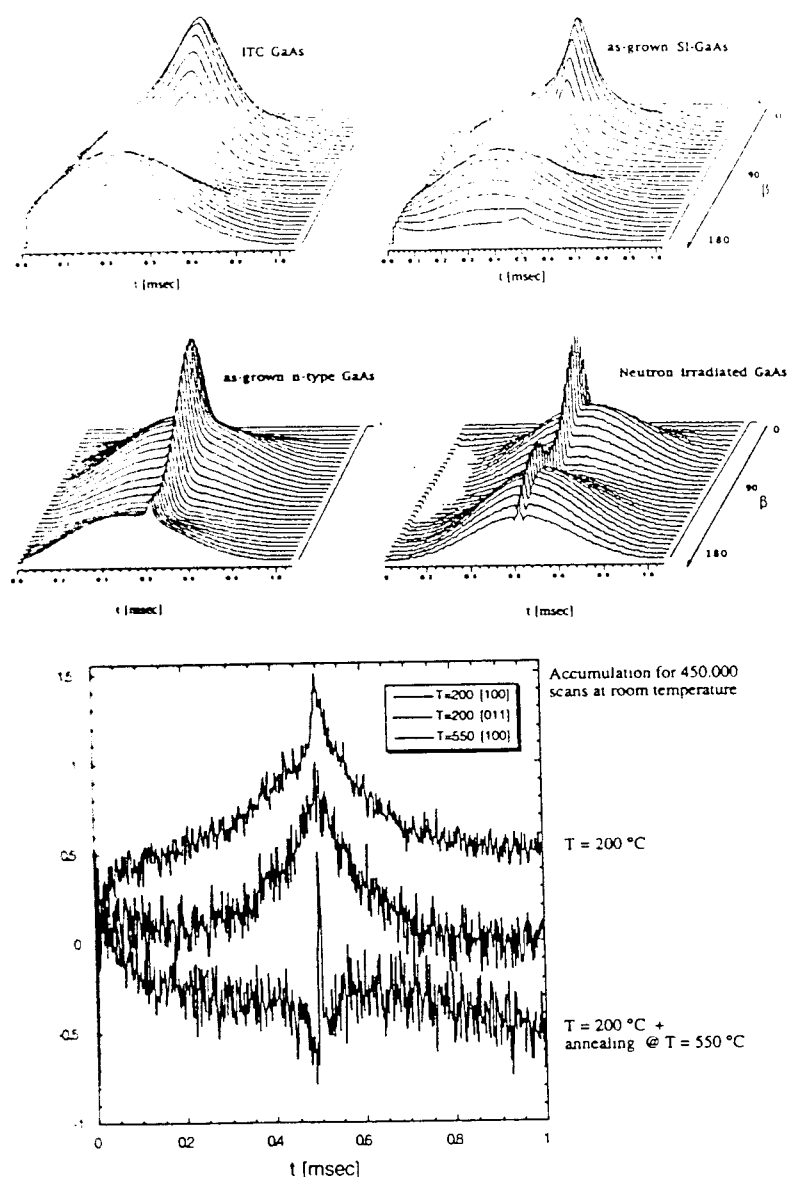 ITC GaAs
as-grown SI-GaAs
0
90
β
180
t [msec]
t [msec]
as-grown n-type GaAs
Neutron irradiated GaAs
0
90
β
180
t [msec]
t [msec]
Accumulation for 450.000
scans at room temperature
T=200 [100]
T=200 [011]
T=550 [100]
1.5
1
0.5
0
-0.5
-1
T = 200 °C
T = 200 °C +
annealing @ T = 550 °C
0 0.2 0.4 0.6 0.8 1
t [msec]